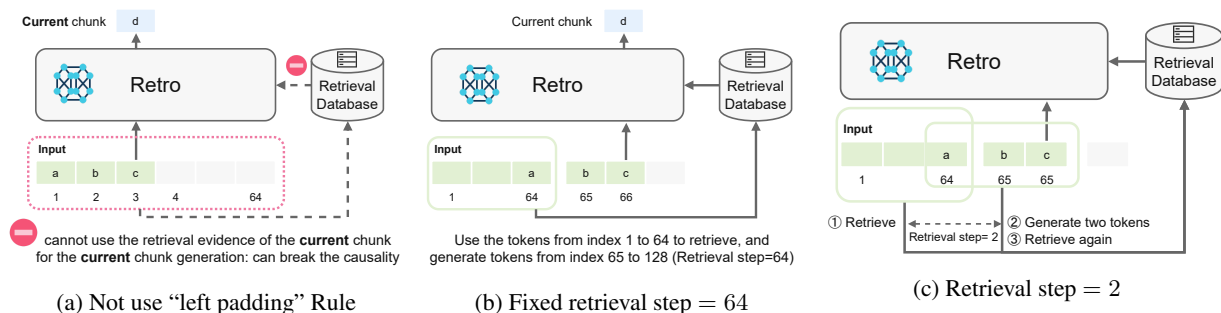 Current chunk
d
Retro
Retrieval
Database
Input
a b c
1 2 3 4 64
cannot use the retrieval evidence of the current chunk
for the current chunk generation: can break the causality
(a) Not use “left padding” Rule
Current chunk
d
Retro
Retrieval
Database
Input
a b c
1 64 65 66
Use the tokens from index 1 to 64 to retrieve, and
generate tokens from index 65 to 128 (Retrieval step=64)
(b) Fixed retrieval step = 64
Retro
Retrieval
Database
Input
a b c
1 64 65 65
① Retrieve
Retrieval step= 2
② Generate two tokens
③ Retrieve again
(c) Retrieval step = 2